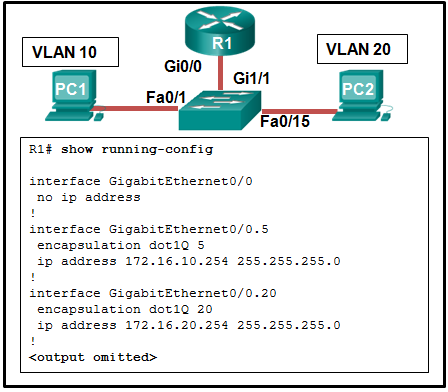 R1
VLAN 10
VLAN 20
Gi0/0
PC1
Gi1/1
PC2
Fa0/1
Fa0/15
R1# show running-config
interface GigabitEthernet0/0
no ip address
!
interface GigabitEthernet0/0.5
encapsulation dot1Q 5
ip address 172.16.10.254 255.255.255.0
!
interface GigabitEthernet0/0.20
encapsulation dot1Q 20
ip address 172.16.20.254 255.255.255.0
!
<output omitted>